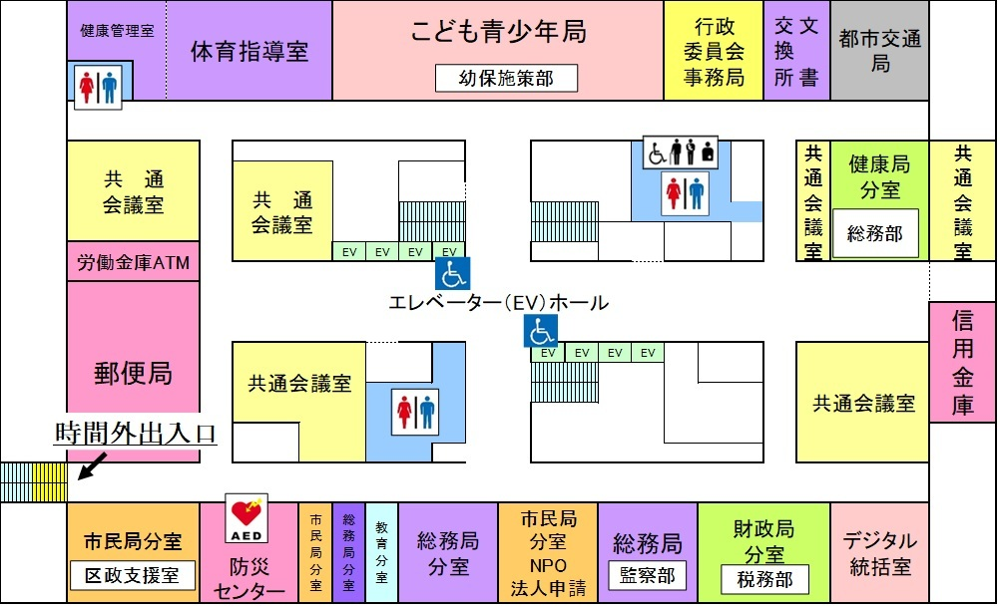 健康管理室
体育指導室
こども青少年局
幼保施策部
行政
委員会
事務局
文書
交換所
都市交通
局
共通
会議室
共通
会議室
共通会議室
健康局
分室
総務部
共通会議室
労働金庫ATM
EV
EV
EV
EV
エレベーター(EV)ホール
信用金庫
郵便局
EV
EV
EV
EV
共通会議室
共通会議室
時間外出入口
市民局分室
区政支援室
AED
防災
センター
市民局分室
総務局分室
教育分室
総務局
分室
市民局
分室
NPO
法人申請
総務局
監察部
財政局
分室
税務部
デジタル
統括室